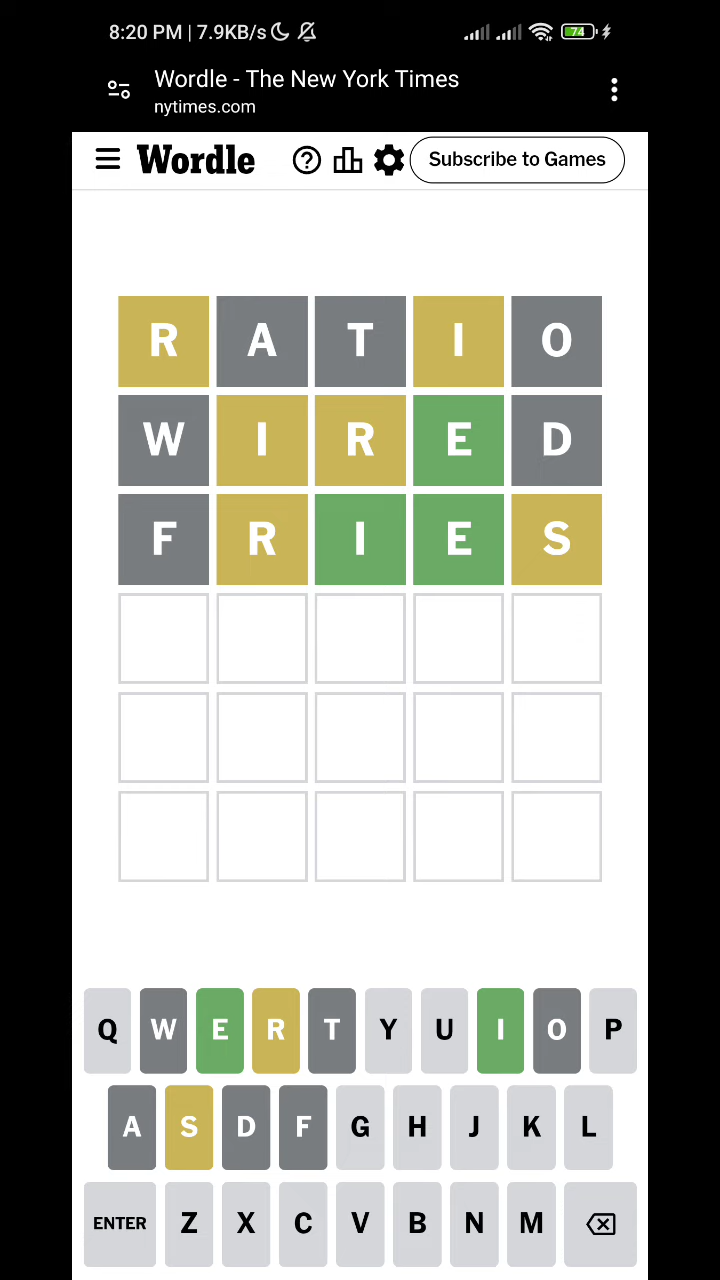 8:20 PM | 7.9KB/s 74
Wordle - The New York Times
nytimes.com
Wordle Subscribe to Games
R A T I O
W I R E D
F R I E S
Q W E R T Y U I O P
A S D F G H J K L
ENTER Z X C V B N M